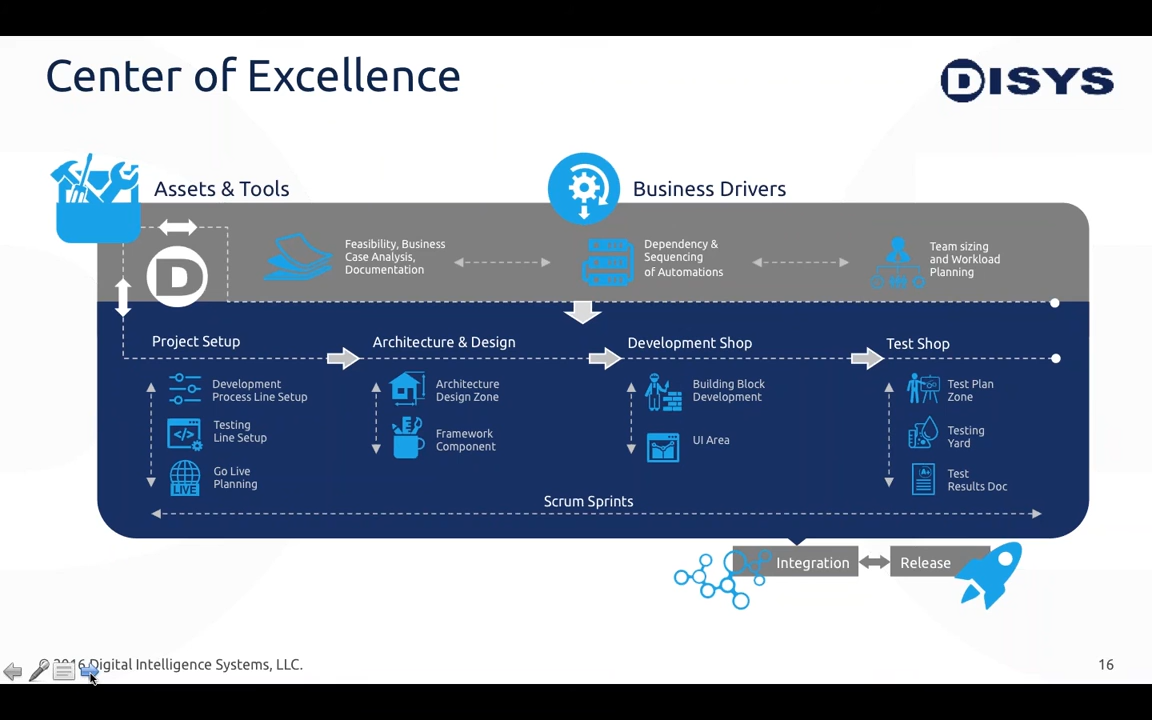 Center of Excellence
DISYS
Assets & Tools
Business Drivers
D
Feasibility, Business
Case Analysis,
Documentation
Dependency &
Sequencing
of Automations
Team sizing
and Workload
Planning
Project Setup
Architecture & Design
Development Shop
Test Shop
Development
Process Line Setup
Testing
Line Setup
Go Live
Planning
LIVE
Architecture
Design Zone
Framework
Component
Building Block
Development
UI Area
Test Plan
Zone
Testing
Yard
A+
Test
Results Doc
Scrum Sprints
Integration
Release
© 2016 Digital Intelligence Systems, LLC.
16